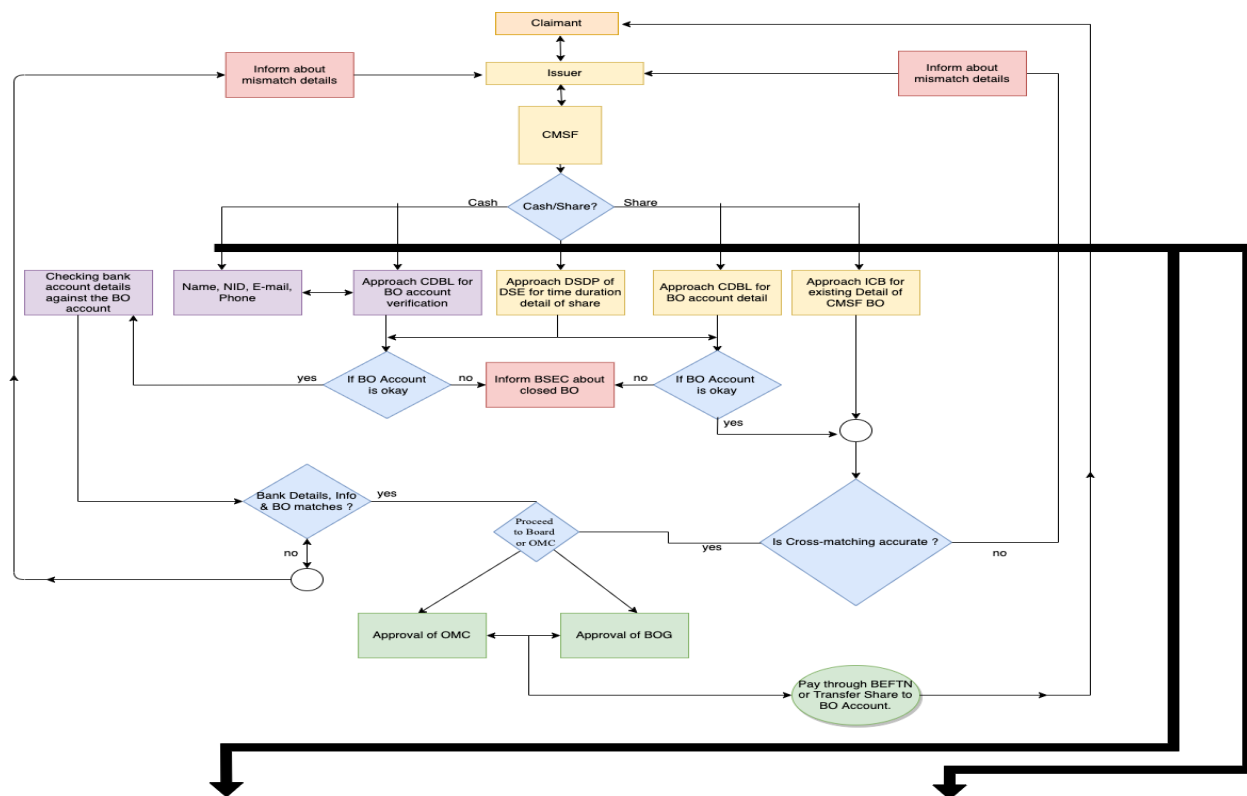 Claimant
Inform about
mismatch details
Issuer
Inform about
mismatch details
CMSF
Cash
Cash/Share?
Share
Checking bank
account details
against the BO
account
Name, NID, E-mail,
Phone
Approach CDBL for
BO account
verification
Approach DSDP of
DSE for time duration
detail of share
Approach CDBL for
BO account detail
Approach ICB for
existing Detail of
CMSF BO
yes
If BO Account
is okay
no
Inform BSEC about
closed BO
no
If BO Account
is okay
yes
Bank Details, Info
& BO matches ?
yes
no
Proceed
to Board
or OMC
yes
Is Cross-matching accurate ?
no
Approval of OMC
Approval of BOG
Pay through BEFTN
or Transfer Share to
BO Account.